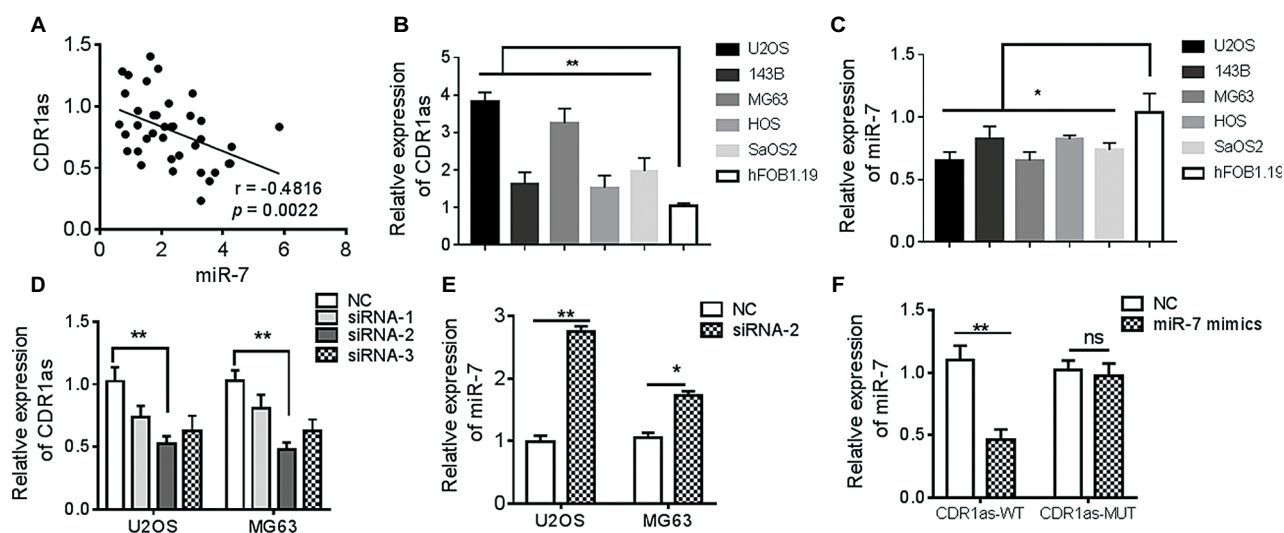 A
CDR1as
1.5
1.0
0.5
0.0
0
2
4
6
8
miR-7
r = -0.4816
p = 0.0022
B
Relative expression
of CDR1as
5
4
3
2
1
0
**
U2OS
143B
MG63
HOS
SaOS2
hFOB1.19
C
Relative expression
of miR-7
1.5
1.0
0.5
0.0
*
U2OS
143B
MG63
HOS
SaOS2
hFOB1.19
D
Relative expression
of CDR1as
1.5
1.0
0.5
0.0
**
**
NC
siRNA-1
siRNA-2
siRNA-3
U2OS
MG63
E
Relative expression
of miR-7
3
2
1
0
**
*
NC
siRNA-2
U2OS
MG63
F
Relative expression
of miR-7
1.5
1.0
0.5
0.0
**
ns
NC
miR-7 mimics
CDR1as-WT
CDR1as-MUT